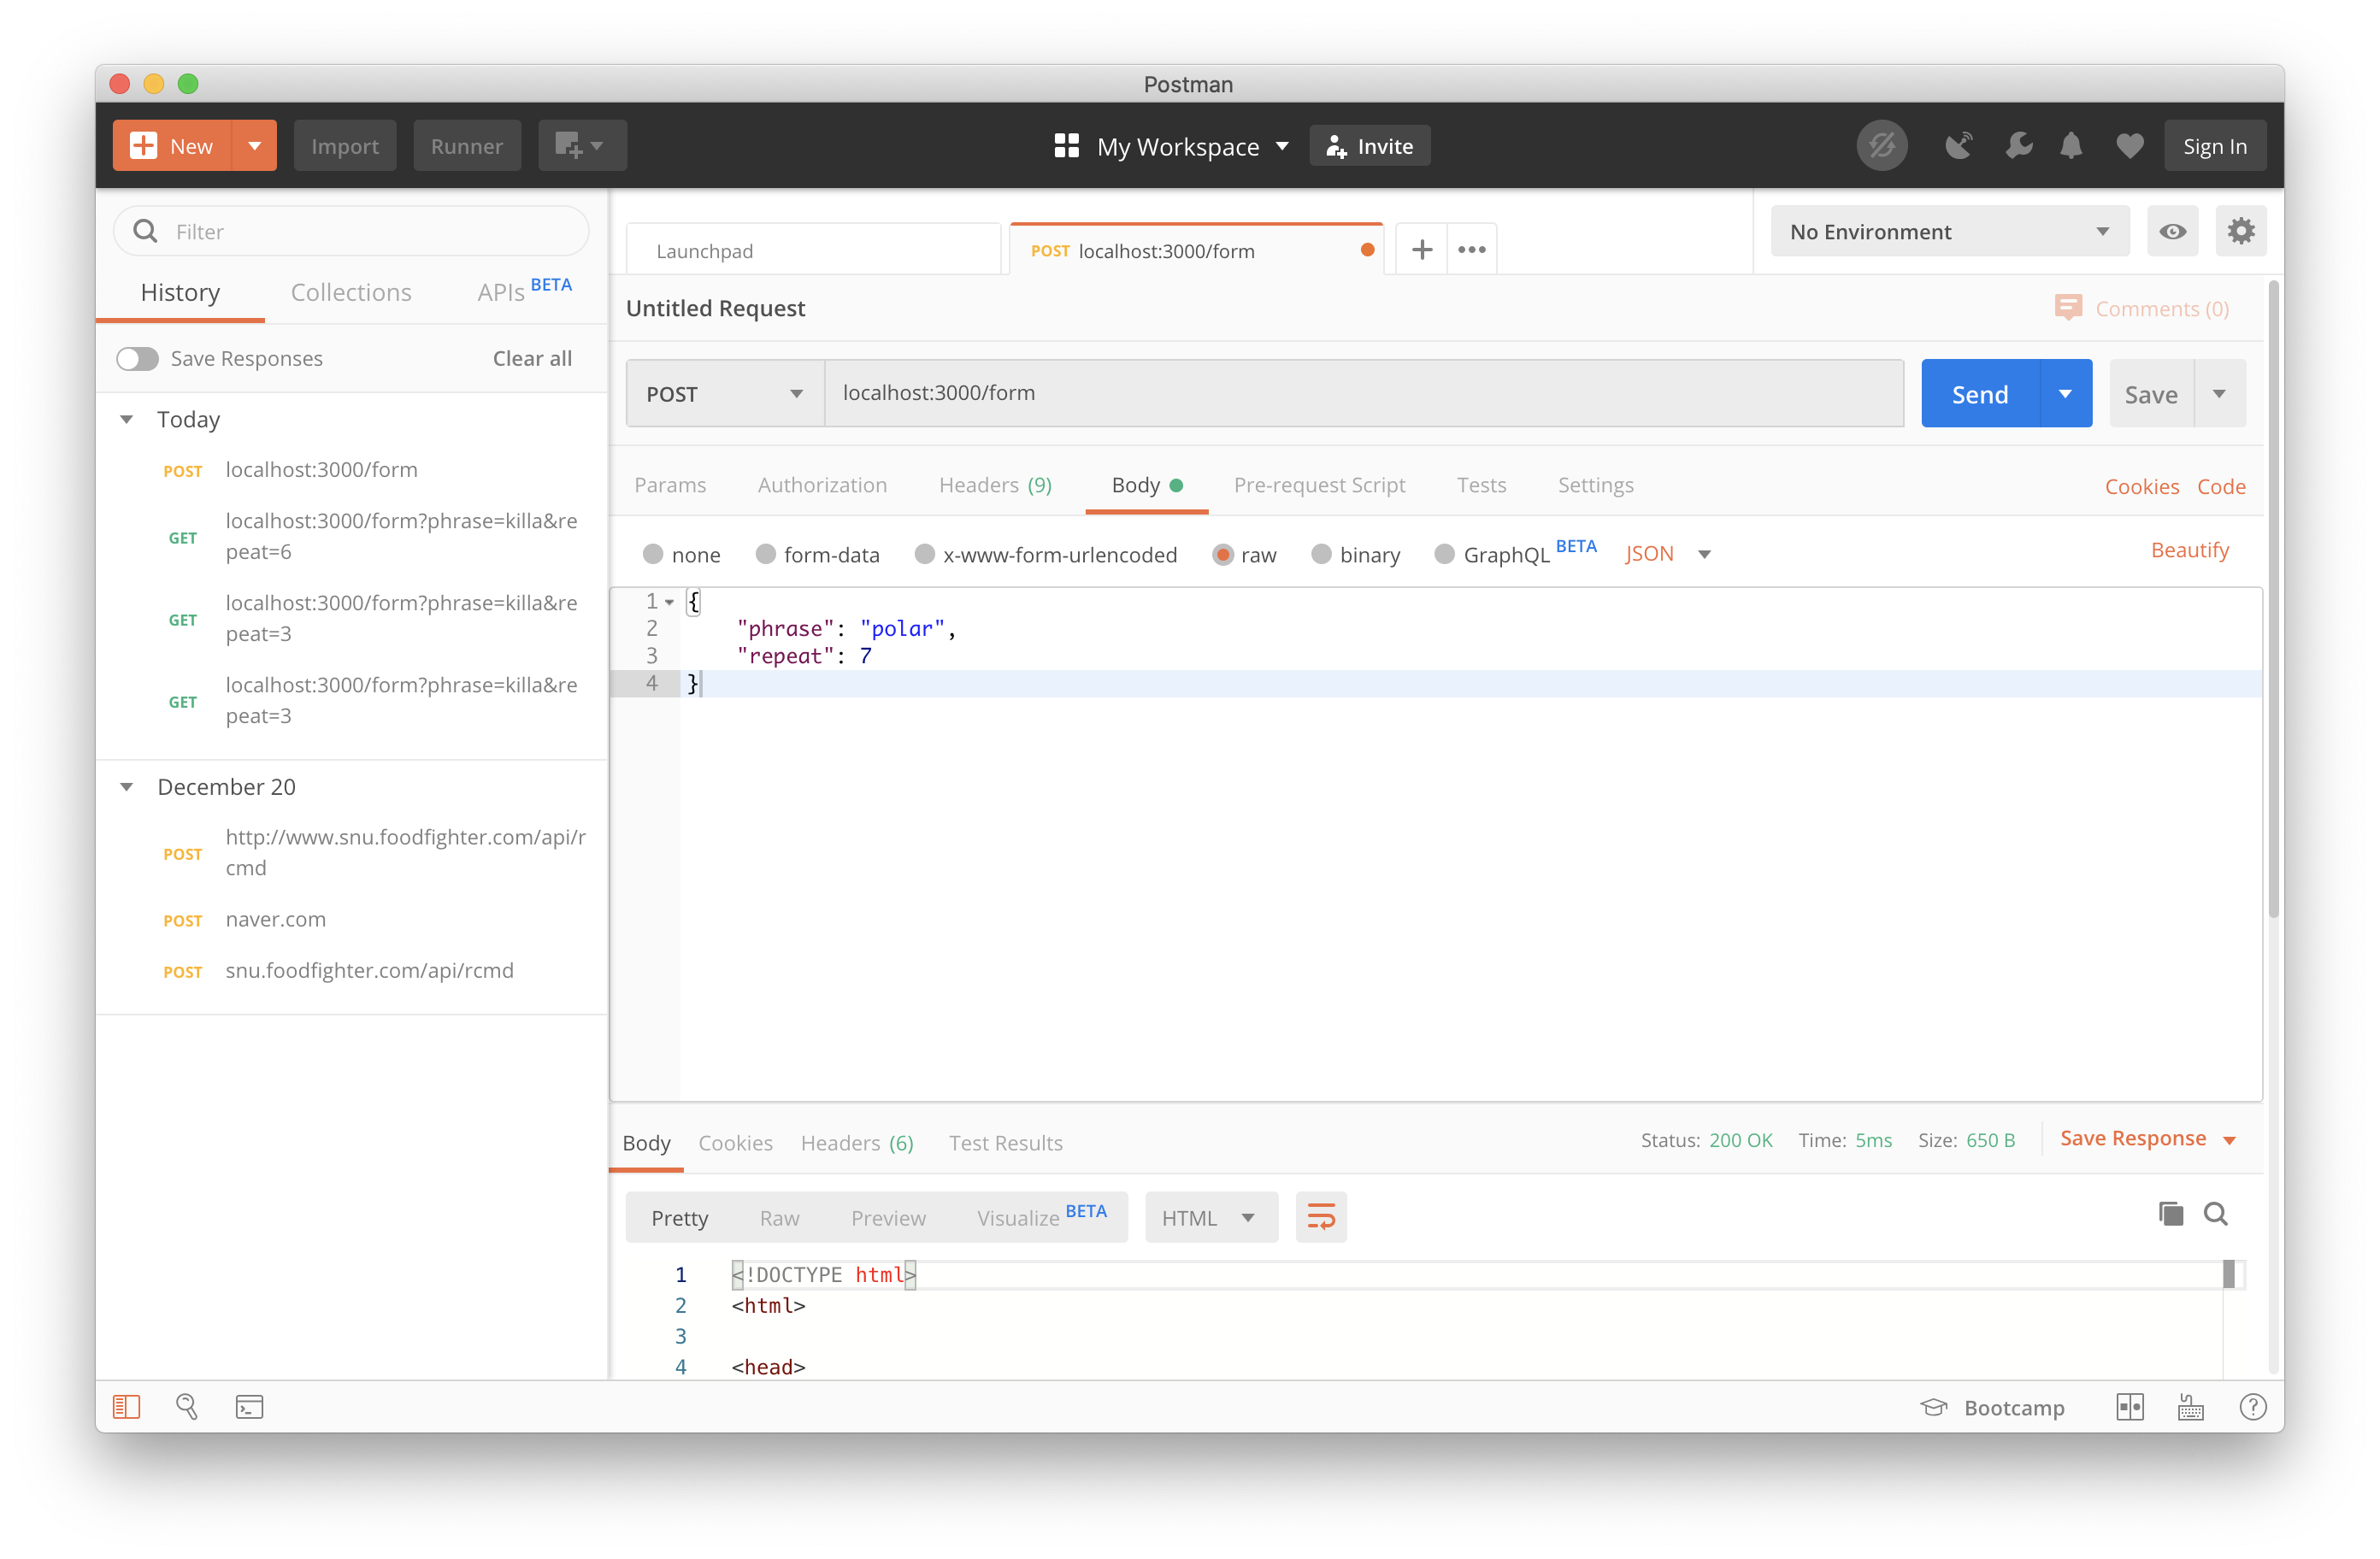 Postman
New
Import
Runner
My Workspace
Invite
Sign In
Filter
History
Collections
APIs BETA
Save Responses
Clear all
Today
POST localhost:3000/form
GET localhost:3000/form?phrase=killa&re
peat=6
GET localhost:3000/form?phrase=killa&re
peat=3
GET localhost:3000/form?phrase=killa&re
peat=3
December 20
POST http://www.snu.foodfighter.com/api/r
cmd
POST naver.com
POST snu.foodfighter.com/api/rcmd
Launchpad
POST localhost:3000/form
No Environment
Untitled Request
Comments (0)
POST
localhost:3000/form
Send
Save
Params
Authorization
Headers (9)
Body
Pre-request Script
Tests
Settings
Cookies
Code
none
form-data
x-www-form-urlencoded
raw
binary
GraphQL BETA
JSON
Beautify
1 {
2 "phrase": "polar",
3 "repeat": 7
4 }
Body
Cookies
Headers (6)
Test Results
Status: 200 OK
Time: 5ms
Size: 650 B
Save Response
Pretty
Raw
Preview
Visualize BETA
HTML
1 <!DOCTYPE html>
2 <html>
3
4 <head>
Bootcamp